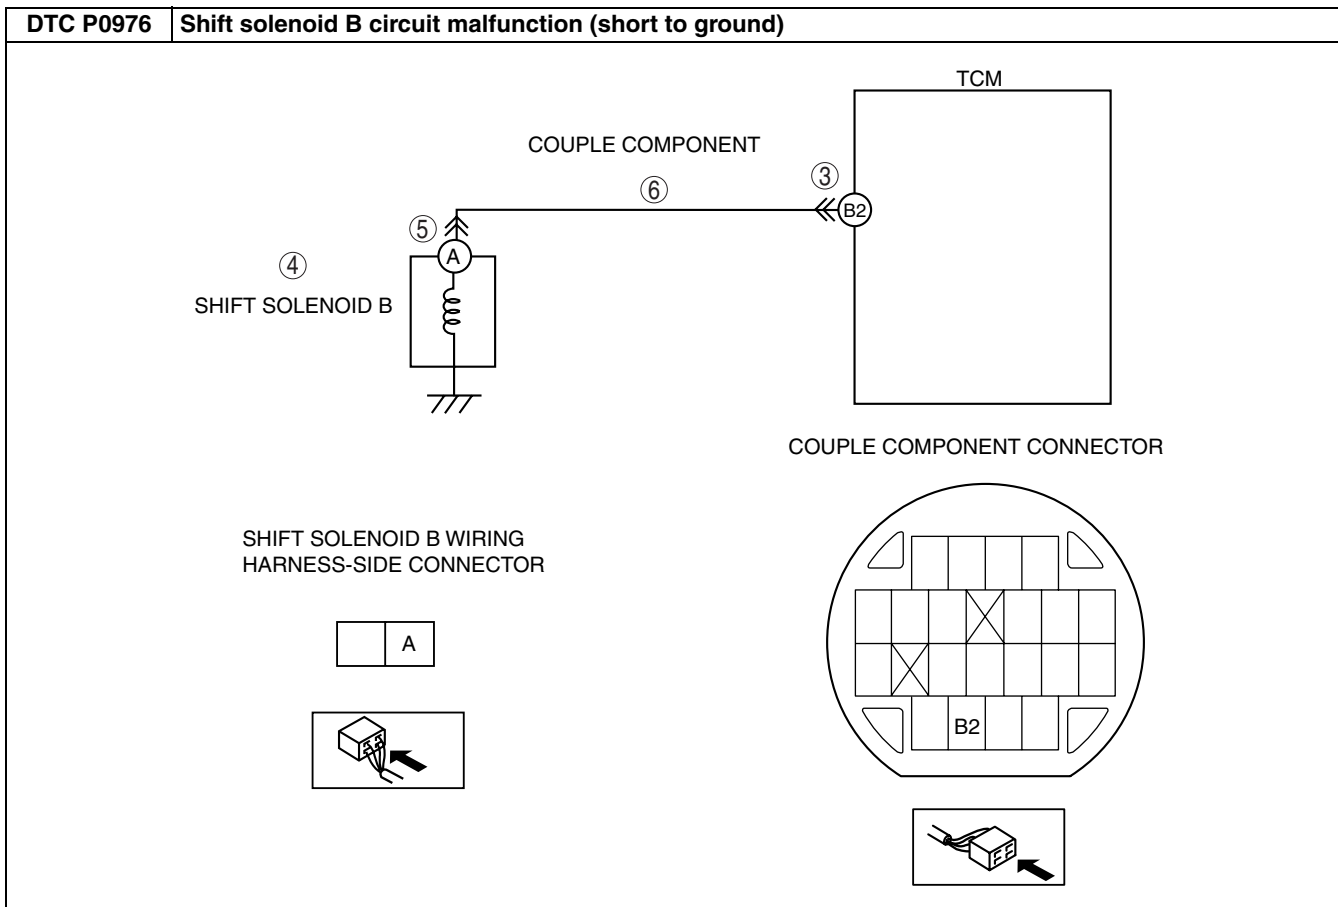 DTC P0976 Shift solenoid B circuit malfunction (short to ground)
TCM
COUPLE COMPONENT
③
⑥
B2
⑤
A
④
SHIFT SOLENOID B
COUPLE COMPONENT CONNECTOR
SHIFT SOLENOID B WIRING
HARNESS-SIDE CONNECTOR
A
B2